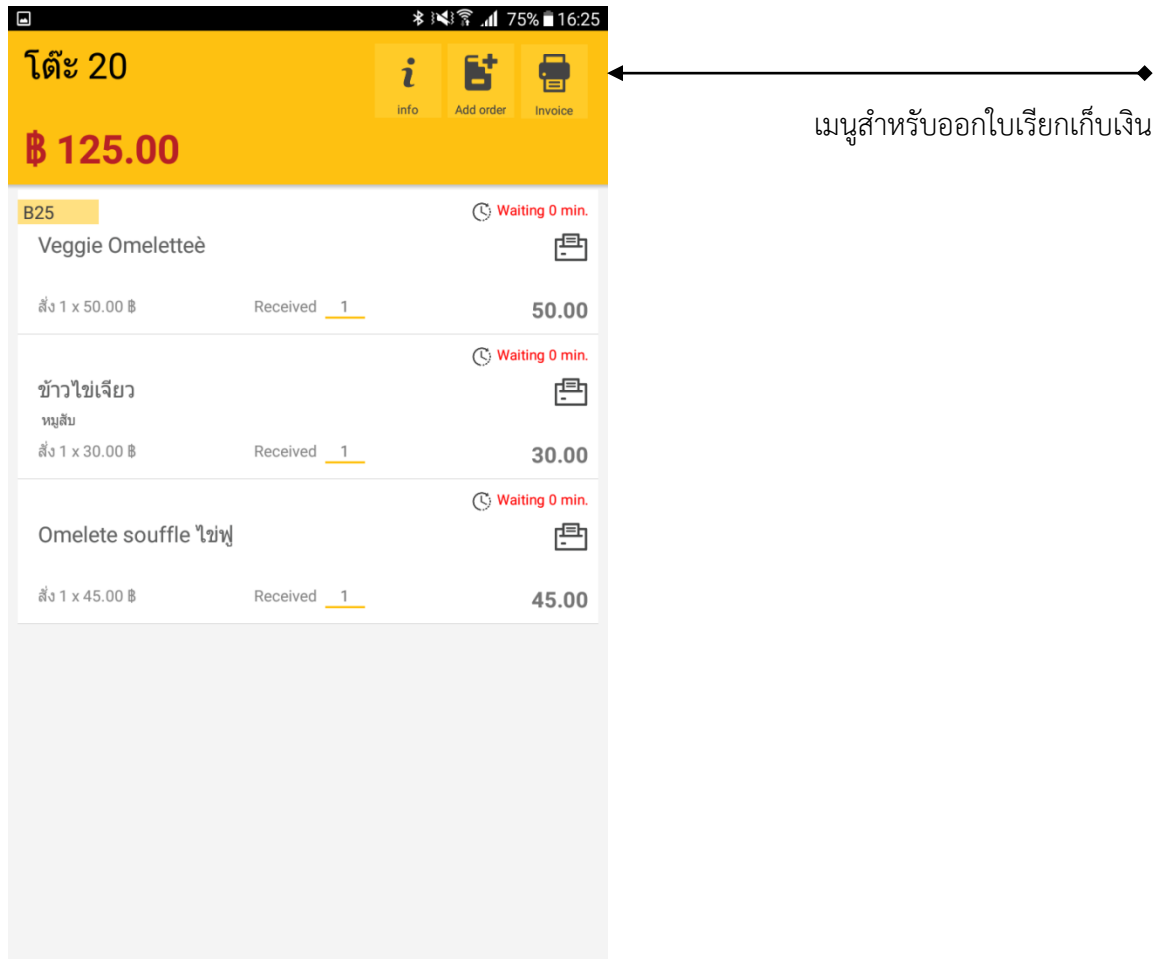 75% 16:25
โต๊ะ 20
info Add order Invoice
฿ 125.00
เมนูสำหรับออกใบเรียกเก็บเงิน
B25 Waiting 0 min.
Veggie Omeletteè
สั่ง 1 x 50.00 ฿ Received 1 50.00
Waiting 0 min.
ข้าวไข่เจียว
หมูสับ
สั่ง 1 x 30.00 ฿ Received 1 30.00
Waiting 0 min.
Omelete souffle ไข่ฟู
สั่ง 1 x 45.00 ฿ Received 1 45.00